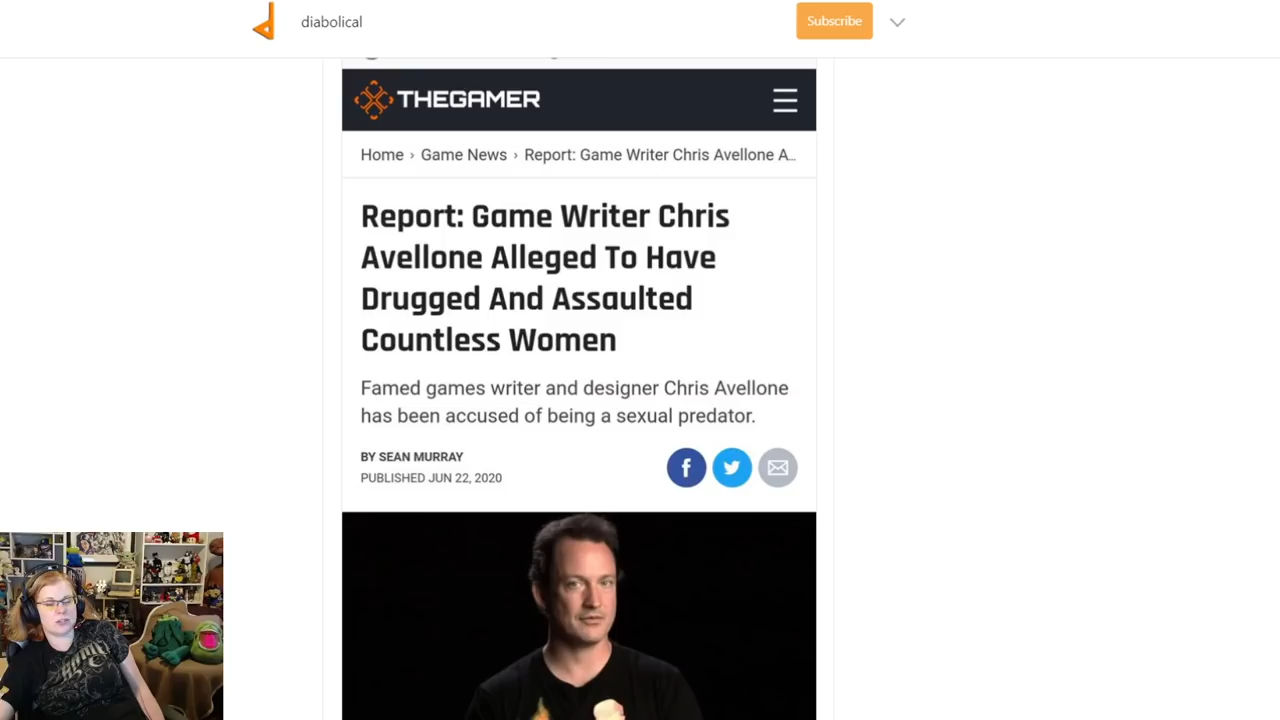 diabolical
Subscribe
THEGAMER
Home › Game News › Report: Game Writer Chris Avellone A...
Report: Game Writer Chris
Avellone Alleged To Have
Drugged And Assaulted
Countless Women
Famed games writer and designer Chris Avellone
has been accused of being a sexual predator.
BY SEAN MURRAY
PUBLISHED JUN 22, 2020